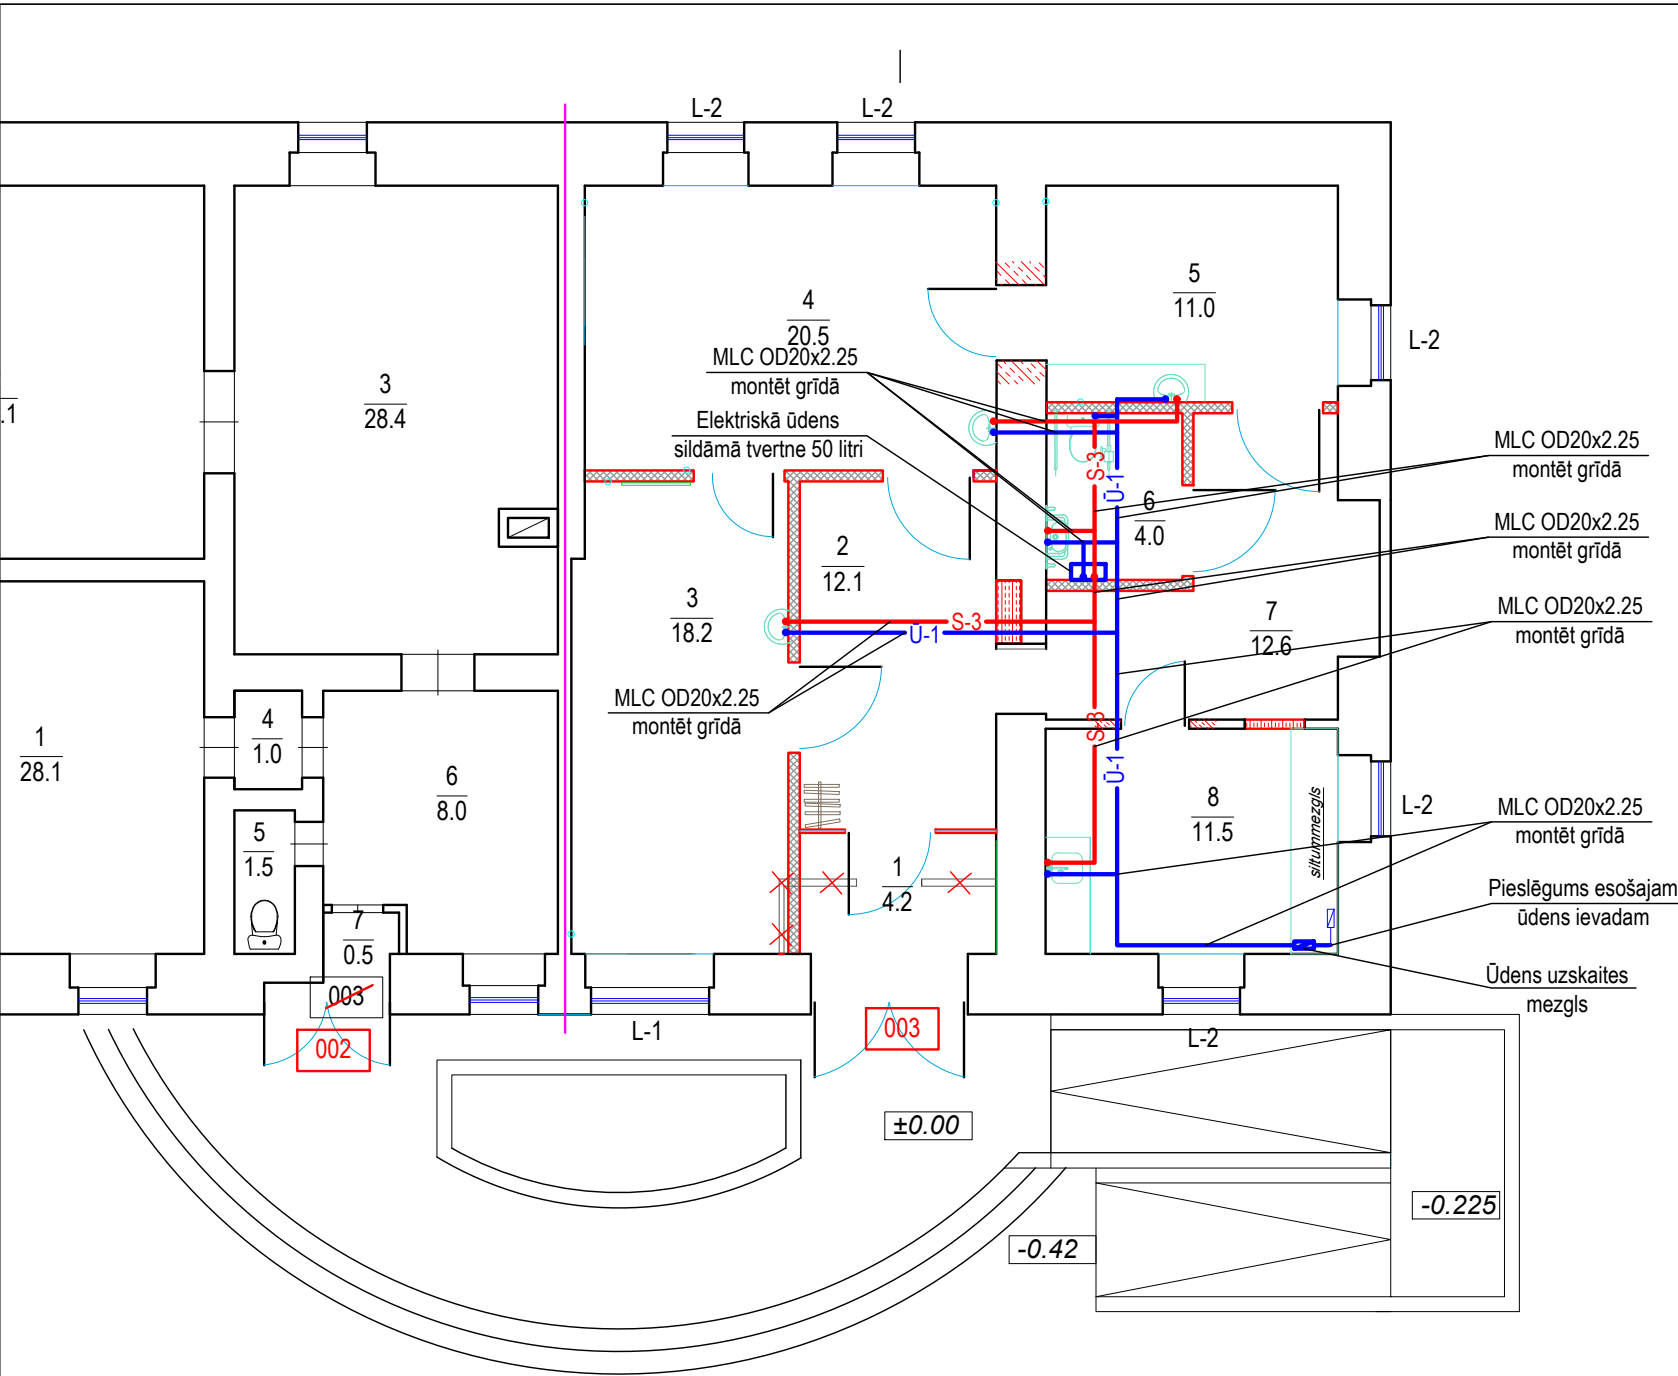 L-2
L-2
5
11.0
4
20.5
L-2
3
28.4
.1
MLC OD20x2.25
montēt grīdā
Elektriskā ūdens
sildāmā tvertne 50 litri
MLC OD20x2.25
montēt grīdā
S-3
Ū-1
6
4.0
MLC OD20x2.25
montēt grīdā
2
12.1
3
18.2
S-3
Ū-1
7
12.6
MLC OD20x2.25
montēt grīdā
MLC OD20x2.25
montēt grīdā
S-3
Ū-1
1
28.1
4
1.0
6
8.0
8
11.5
siltummezgls
L-2
MLC OD20x2.25
montēt grīdā
5
1.5
1
4.2
Pieslēgums esošajam
ūdens ievadam
7
0.5
003
002
L-1
003
L-2
Ūdens uzskaites
mezgls
±0.00
-0.225
-0.42